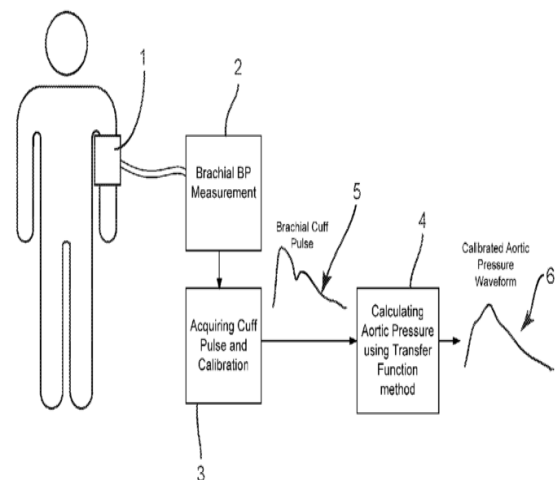 1
2
Brachial BP
Measurement
Brachial Cuff
Pulse
5
4
Calibrated Aortic
Pressure
Waveform
6
Acquiring Cuff
Pulse and
Calibration
Calculating
Aortic Pressure
using Transfer
Function
method
3